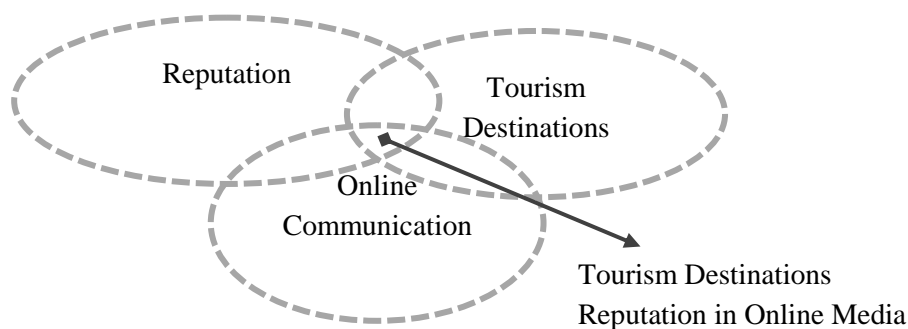 Reputation
Tourism
Destinations
Online
Communication
Tourism Destinations
Reputation in Online Media